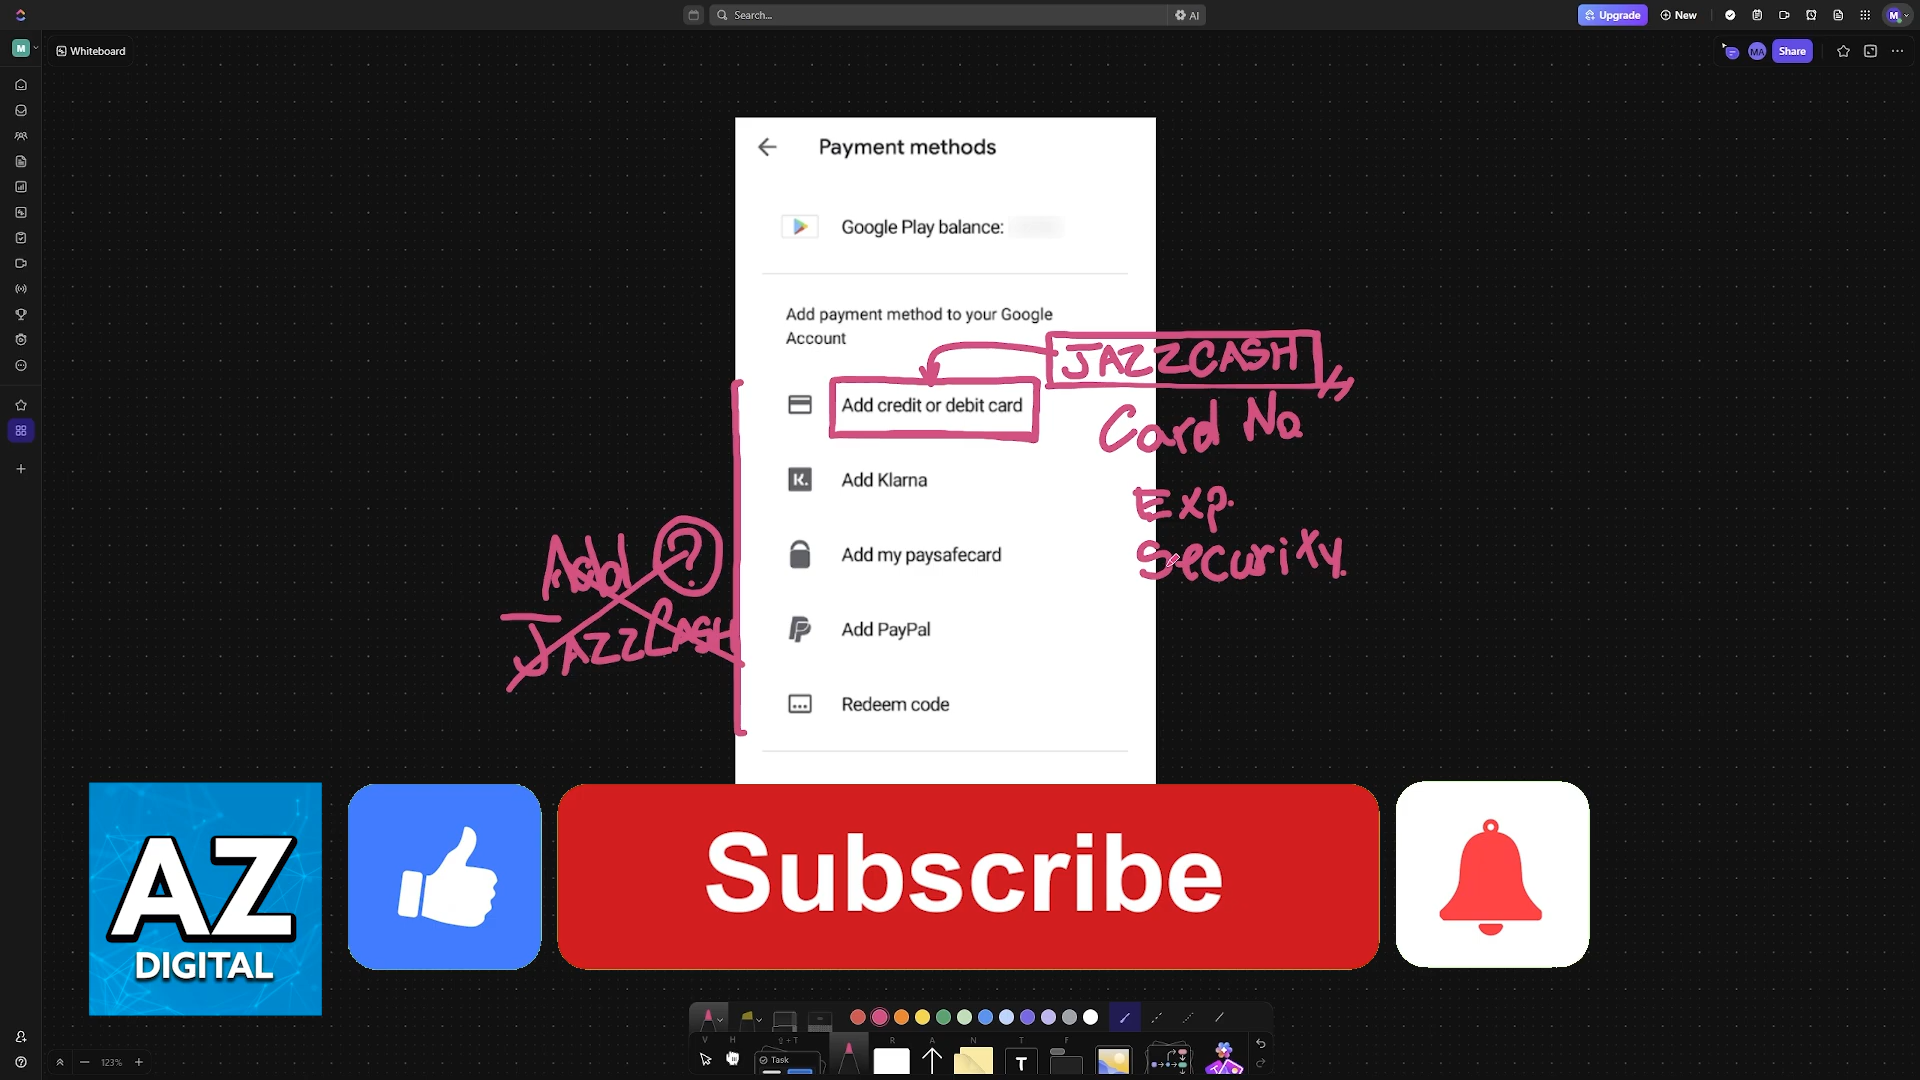 Search...
AI
Upgrade
New
M
M
Whiteboard
MA
Share
Payment methods
Google Play balance:
Add payment method to your Google
Account
JAZZCASH
Add credit or debit card
Card No
K. Add Klarna
Exp.
Add ?
Add my paysafecard
Security.
JAZZCASH
Add PayPal
Redeem code
AZ
DIGITAL
Subscribe
V H ⇧+T R A N T F
Task
T
123%